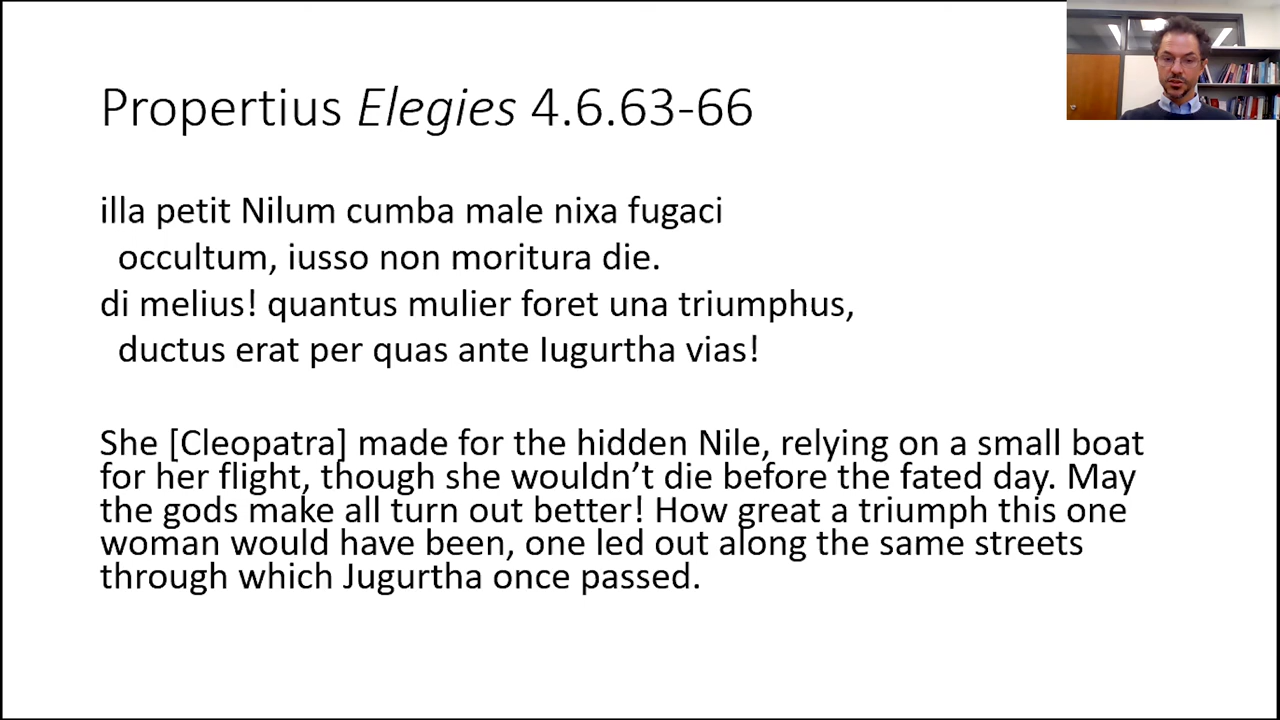 Propertius Elegies 4.6.63-66
illa petit Nilum cumba male nixa fugaci
occultum, iusso non moritura die.
di melius! quantus mulier foret una triumphus,
ductus erat per quas ante Iugurtha vias!
She [Cleopatra] made for the hidden Nile, relying on a small boat
for her flight, though she wouldn’t die before the fated day. May
the gods make all turn out better! How great a triumph this one
woman would have been, one led out along the same streets
through which Jugurtha once passed.